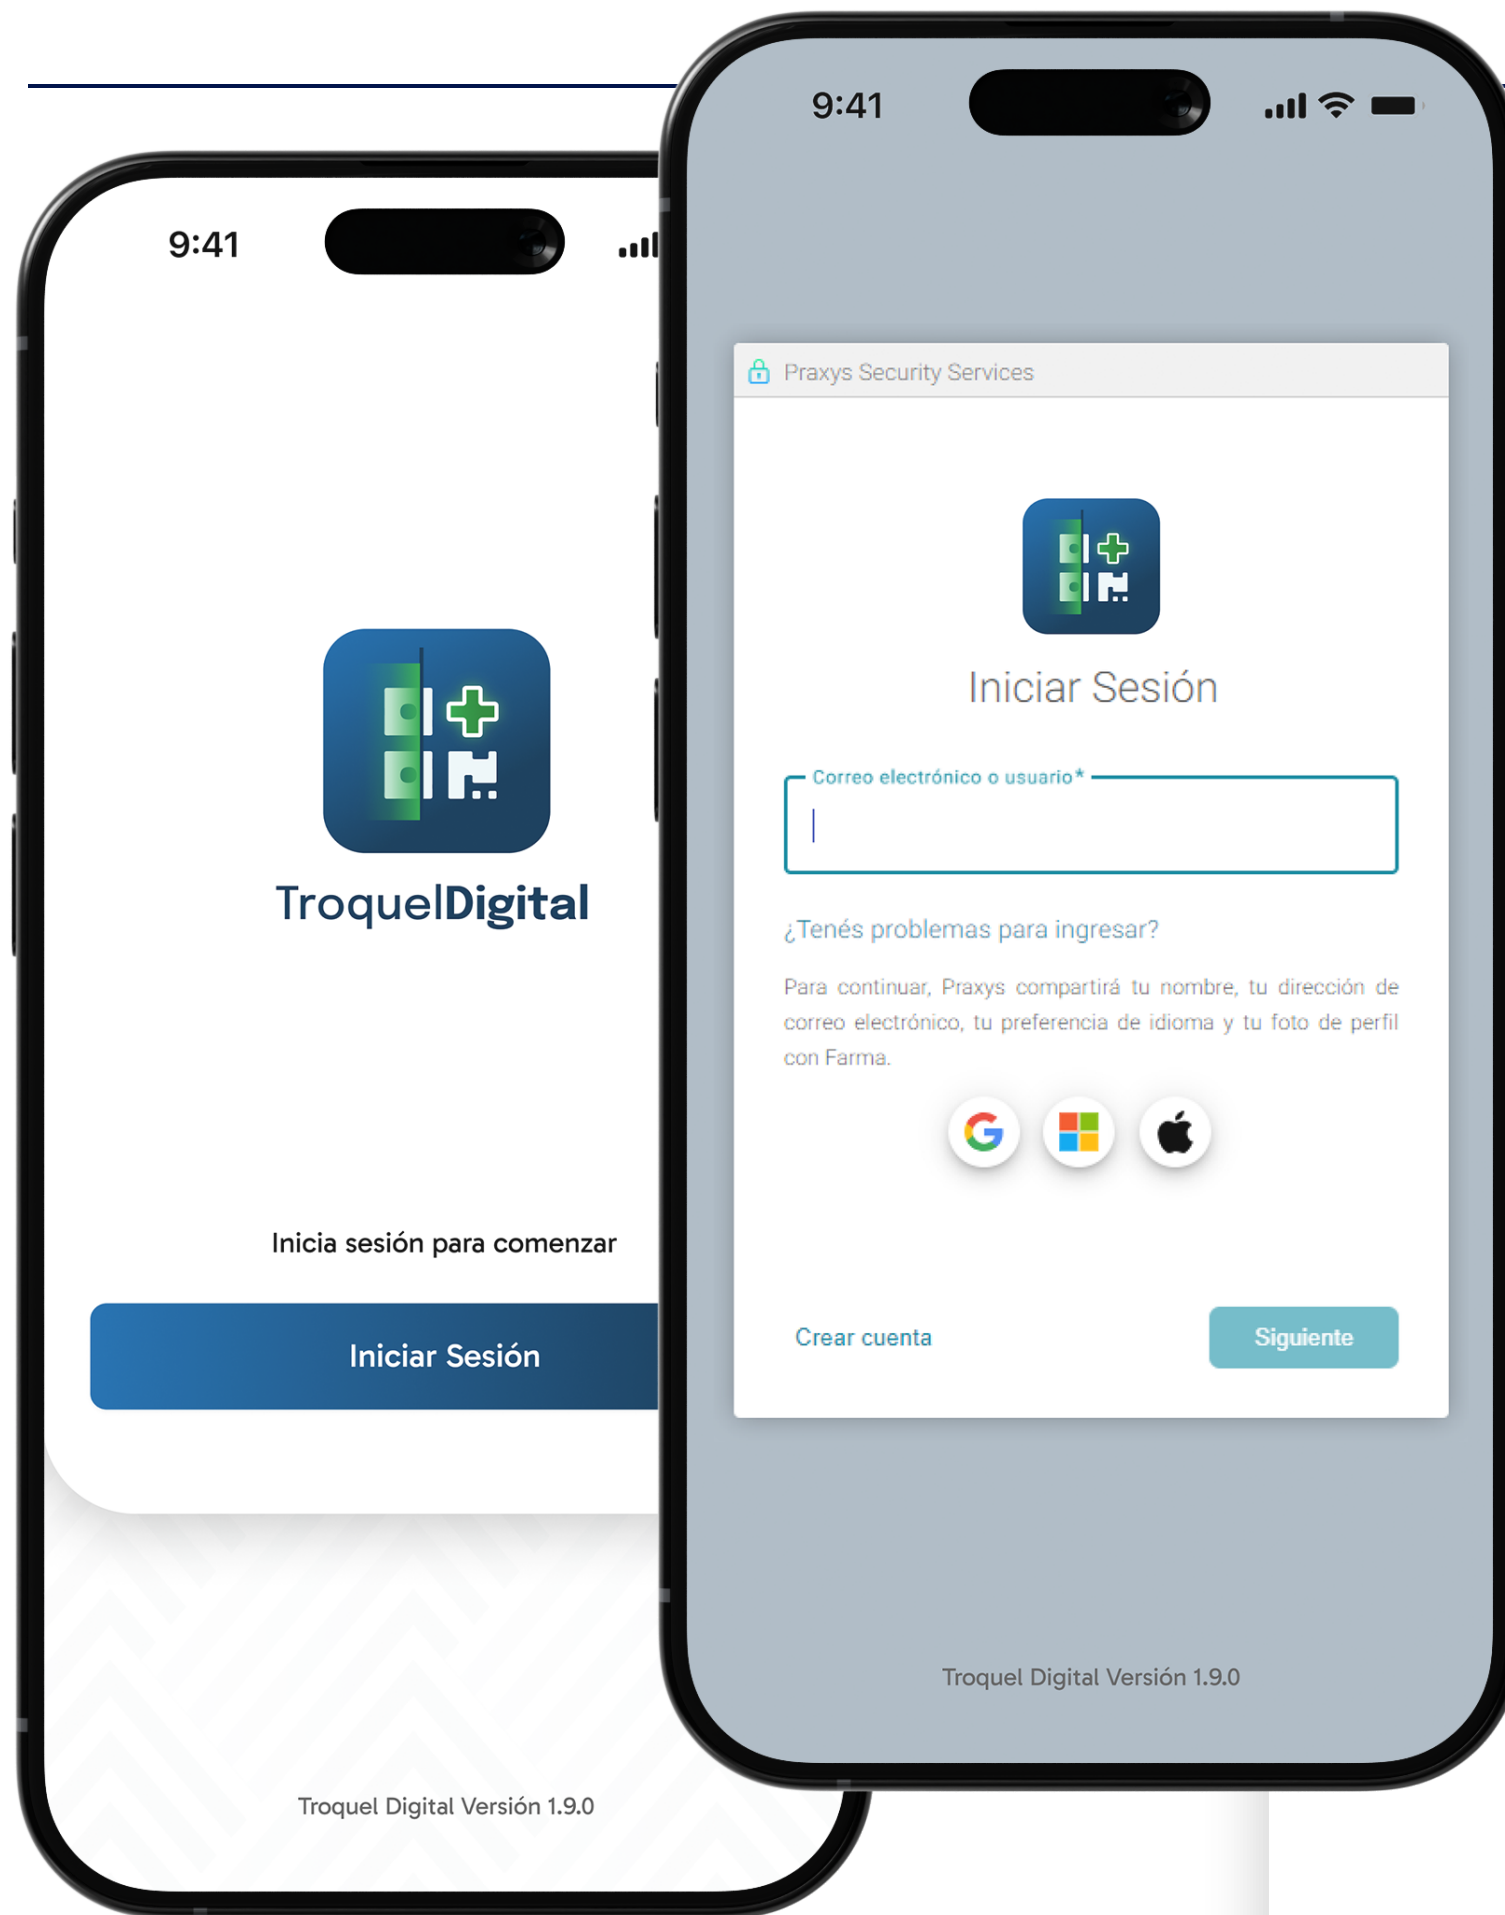 9:41
TroquelDigital
Inicia sesión para comenzar
Iniciar Sesión
Troquel Digital Versión 1.9.0
9:41
Praxys Security Services
Iniciar Sesión
Correo electrónico o usuario*
¿Tenés problemas para ingresar?
Para continuar, Praxys compartirá tu nombre, tu dirección de
correo electrónico, tu preferencia de idioma y tu foto de perfil
con Farma.
Crear cuenta
Siguiente
Troquel Digital Versión 1.9.0